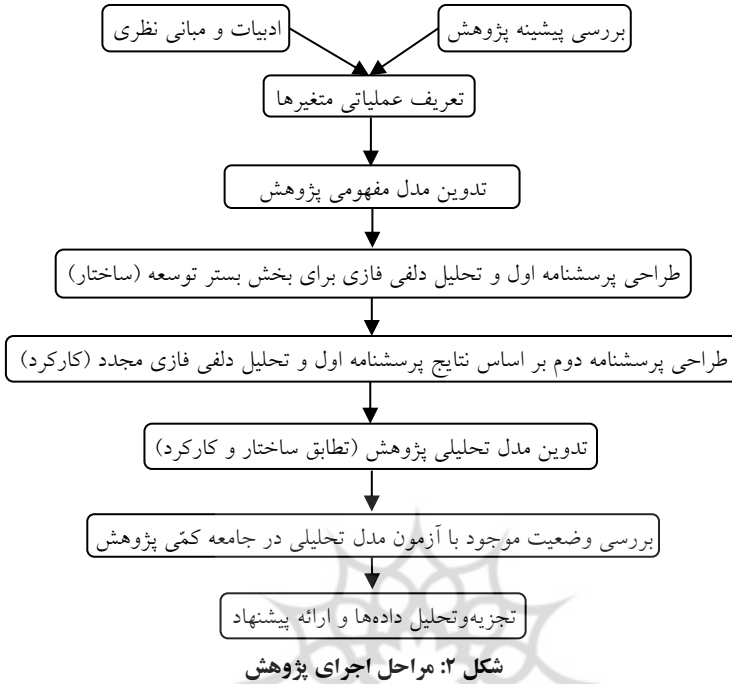 بررسی پیشینه پژوهش
ادبیات و مبانی نظری
تعریف عملیاتی متغیرها
تدوین مدل مفهومی پژوهش
طراحی پرسشنامه اول و تحلیل دلفی فازی برای بخش بستر توسعه (ساختار)
طراحی پرسشنامه دوم بر اساس نتایج پرسشنامه اول و تحلیل دلفی فازی مجدد (کارکرد)
تدوین مدل تحلیلی پژوهش (تطابق ساختار و کارکرد)
بررسی وضعیت موجود با آزمون مدل تحلیلی در جامعه کمّی پژوهش
تجزیه‌وتحلیل داده‌ها و ارائه پیشنهاد
شکل ۲: مراحل اجرای پژوهش